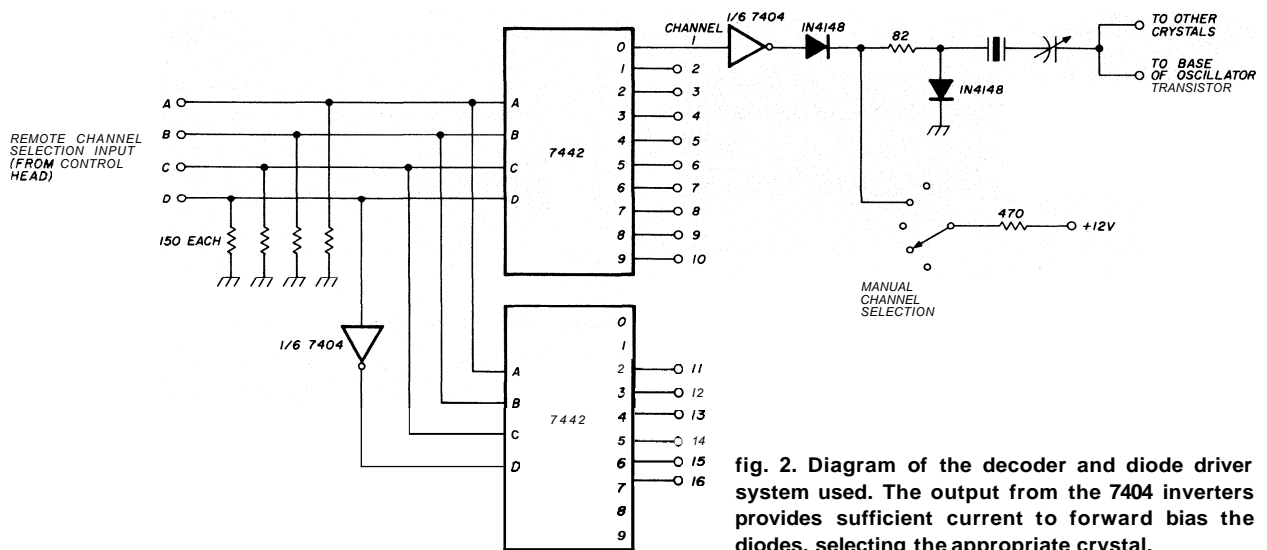 CHANNEL
1
1/6 7404
1N4148
82
TO OTHER
CRYSTALS
TO BASE
OF OSCILLATOR
TRANSISTOR
1N4148
REMOTE CHANNEL
SELECTION INPUT
(FROM CONTROL
HEAD)
A
B
C
D
150 EACH
A
B
C
D
7442
0
1
2
3
4
5
6
7
8
9
2
3
4
5
6
7
8
9
10
470
+12V
MANUAL
CHANNEL
SELECTION
1/6 7404
A
B
C
D
7442
0
1
2
3
4
5
6
7
8
9
11
12
13
14
15
16
fig. 2. Diagram of the decoder and diode driver
system used. The output from the 7404 inverters
provides sufficient current to forward bias the
diodes, selecting the appropriate crystal.